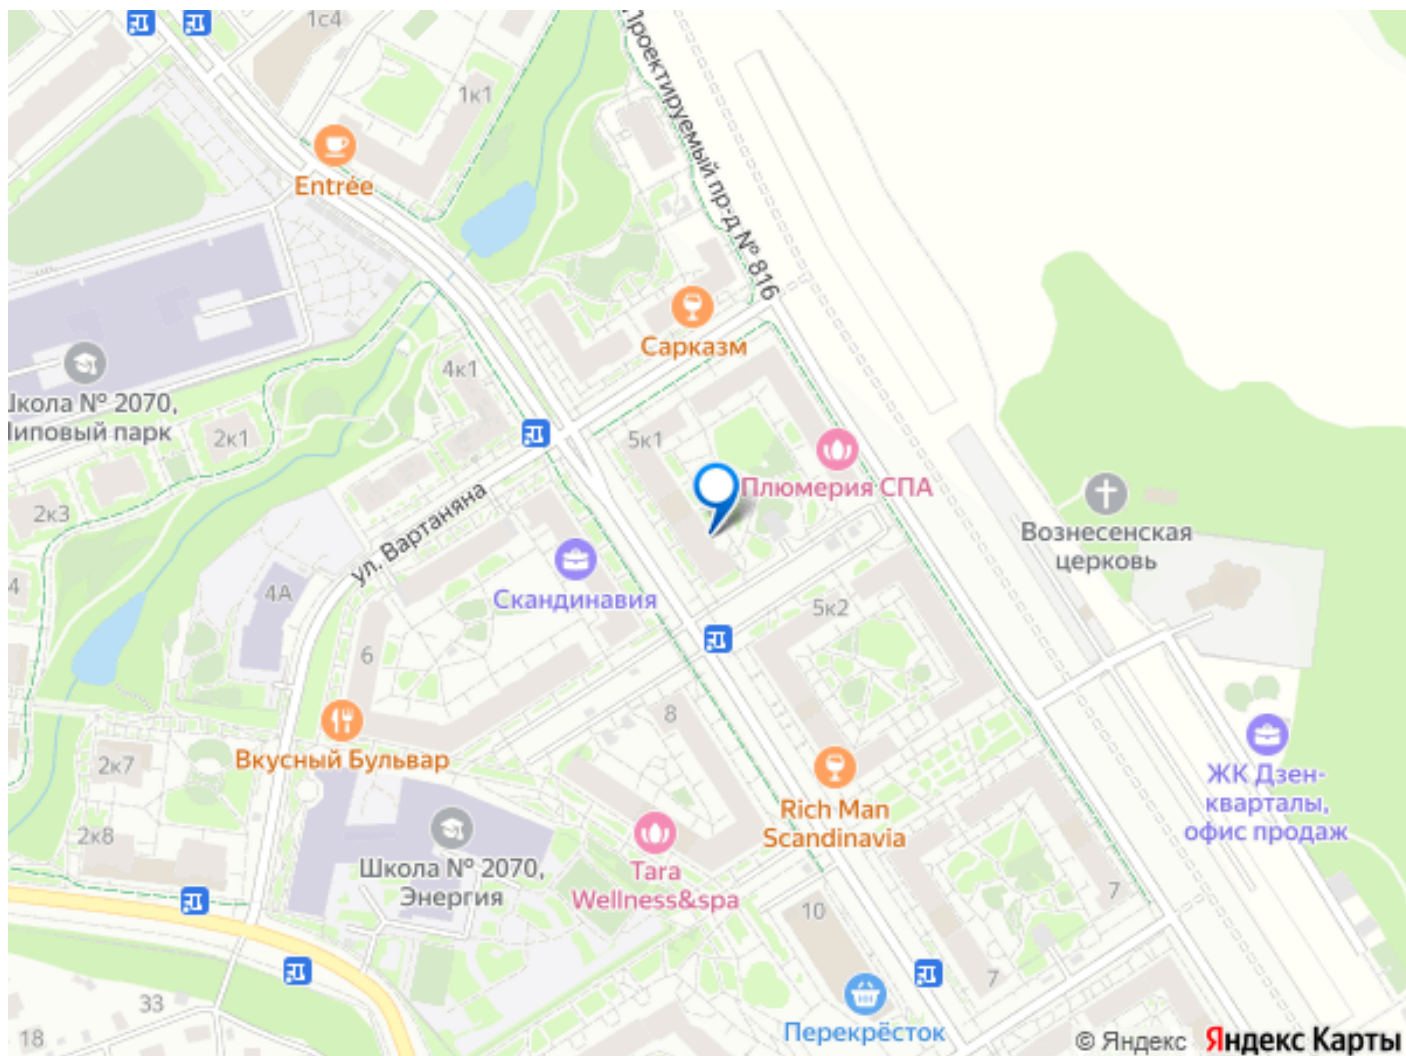 1с4
Проектируемый пр-д № 816
1к1
Entrée
Сарказм
4к1
Школа № 2070,
Липовый парк
2к1
5к1
Плюмерия СПА
2к3
ул. Вартаняна
Вознесенская
церковь
4
4А
Скандинавия
5к2
6
8
Вкусный Бульвар
2к7
ЖК Дзен-
кварталы,
офис продаж
Rich Man
Scandinavia
2к8
Школа № 2070,
Энергия
Tara
Wellness&spa
7
10
7
33
18
Перекрёсток
© Яндекс Яндекс Карты